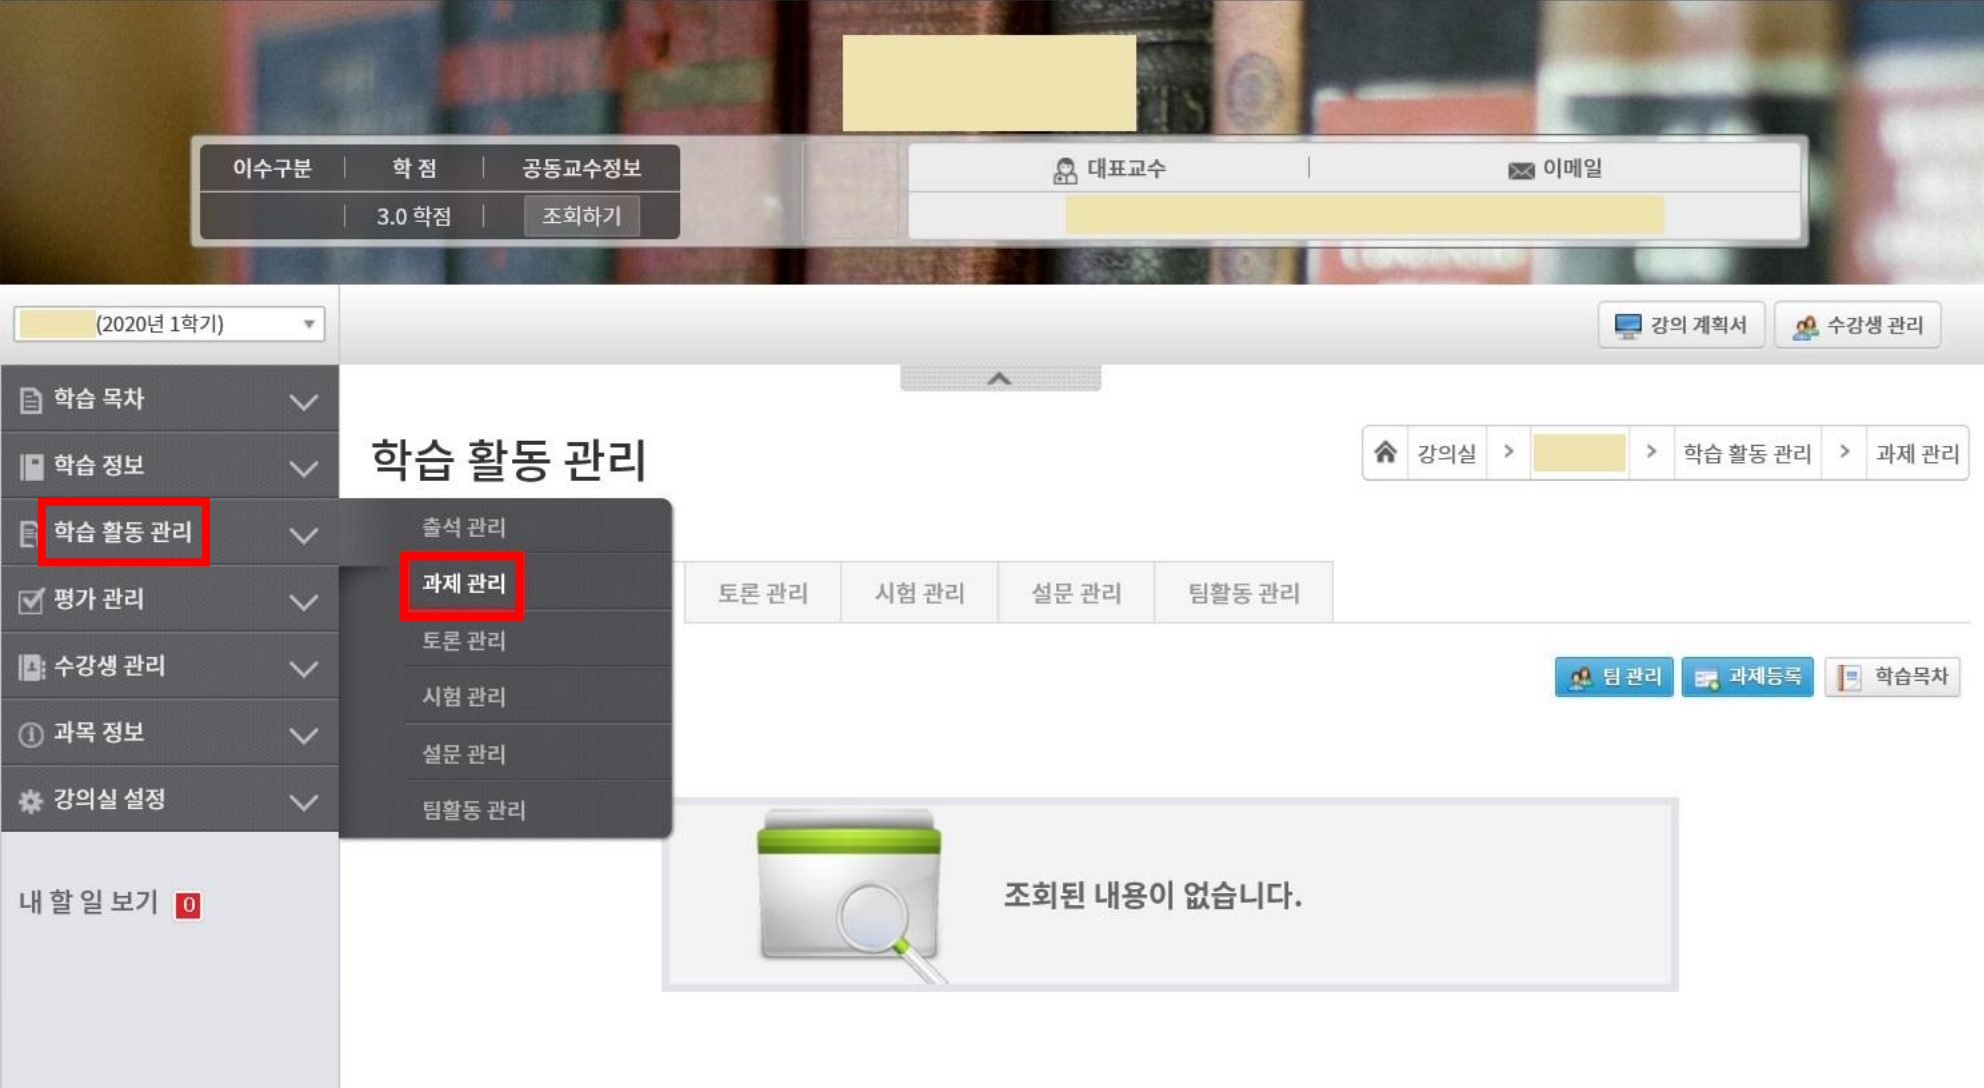 이수구분 학 점 공동교수정보
3.0 학점 조회하기
대표교수 이메일
(2020년 1학기)
강의 계획서 수강생 관리
학습 목차
학습 정보
학습 활동 관리
평가 관리
수강생 관리
과목 정보
강의실 설정
내 할 일 보기 0
학습 활동 관리
강의실 > > 학습 활동 관리 > 과제 관리
출석 관리
과제 관리
토론 관리
시험 관리
설문 관리
팀활동 관리
토론 관리 시험 관리 설문 관리 팀활동 관리
팀 관리 과제등록 학습목차
조회된 내용이 없습니다.